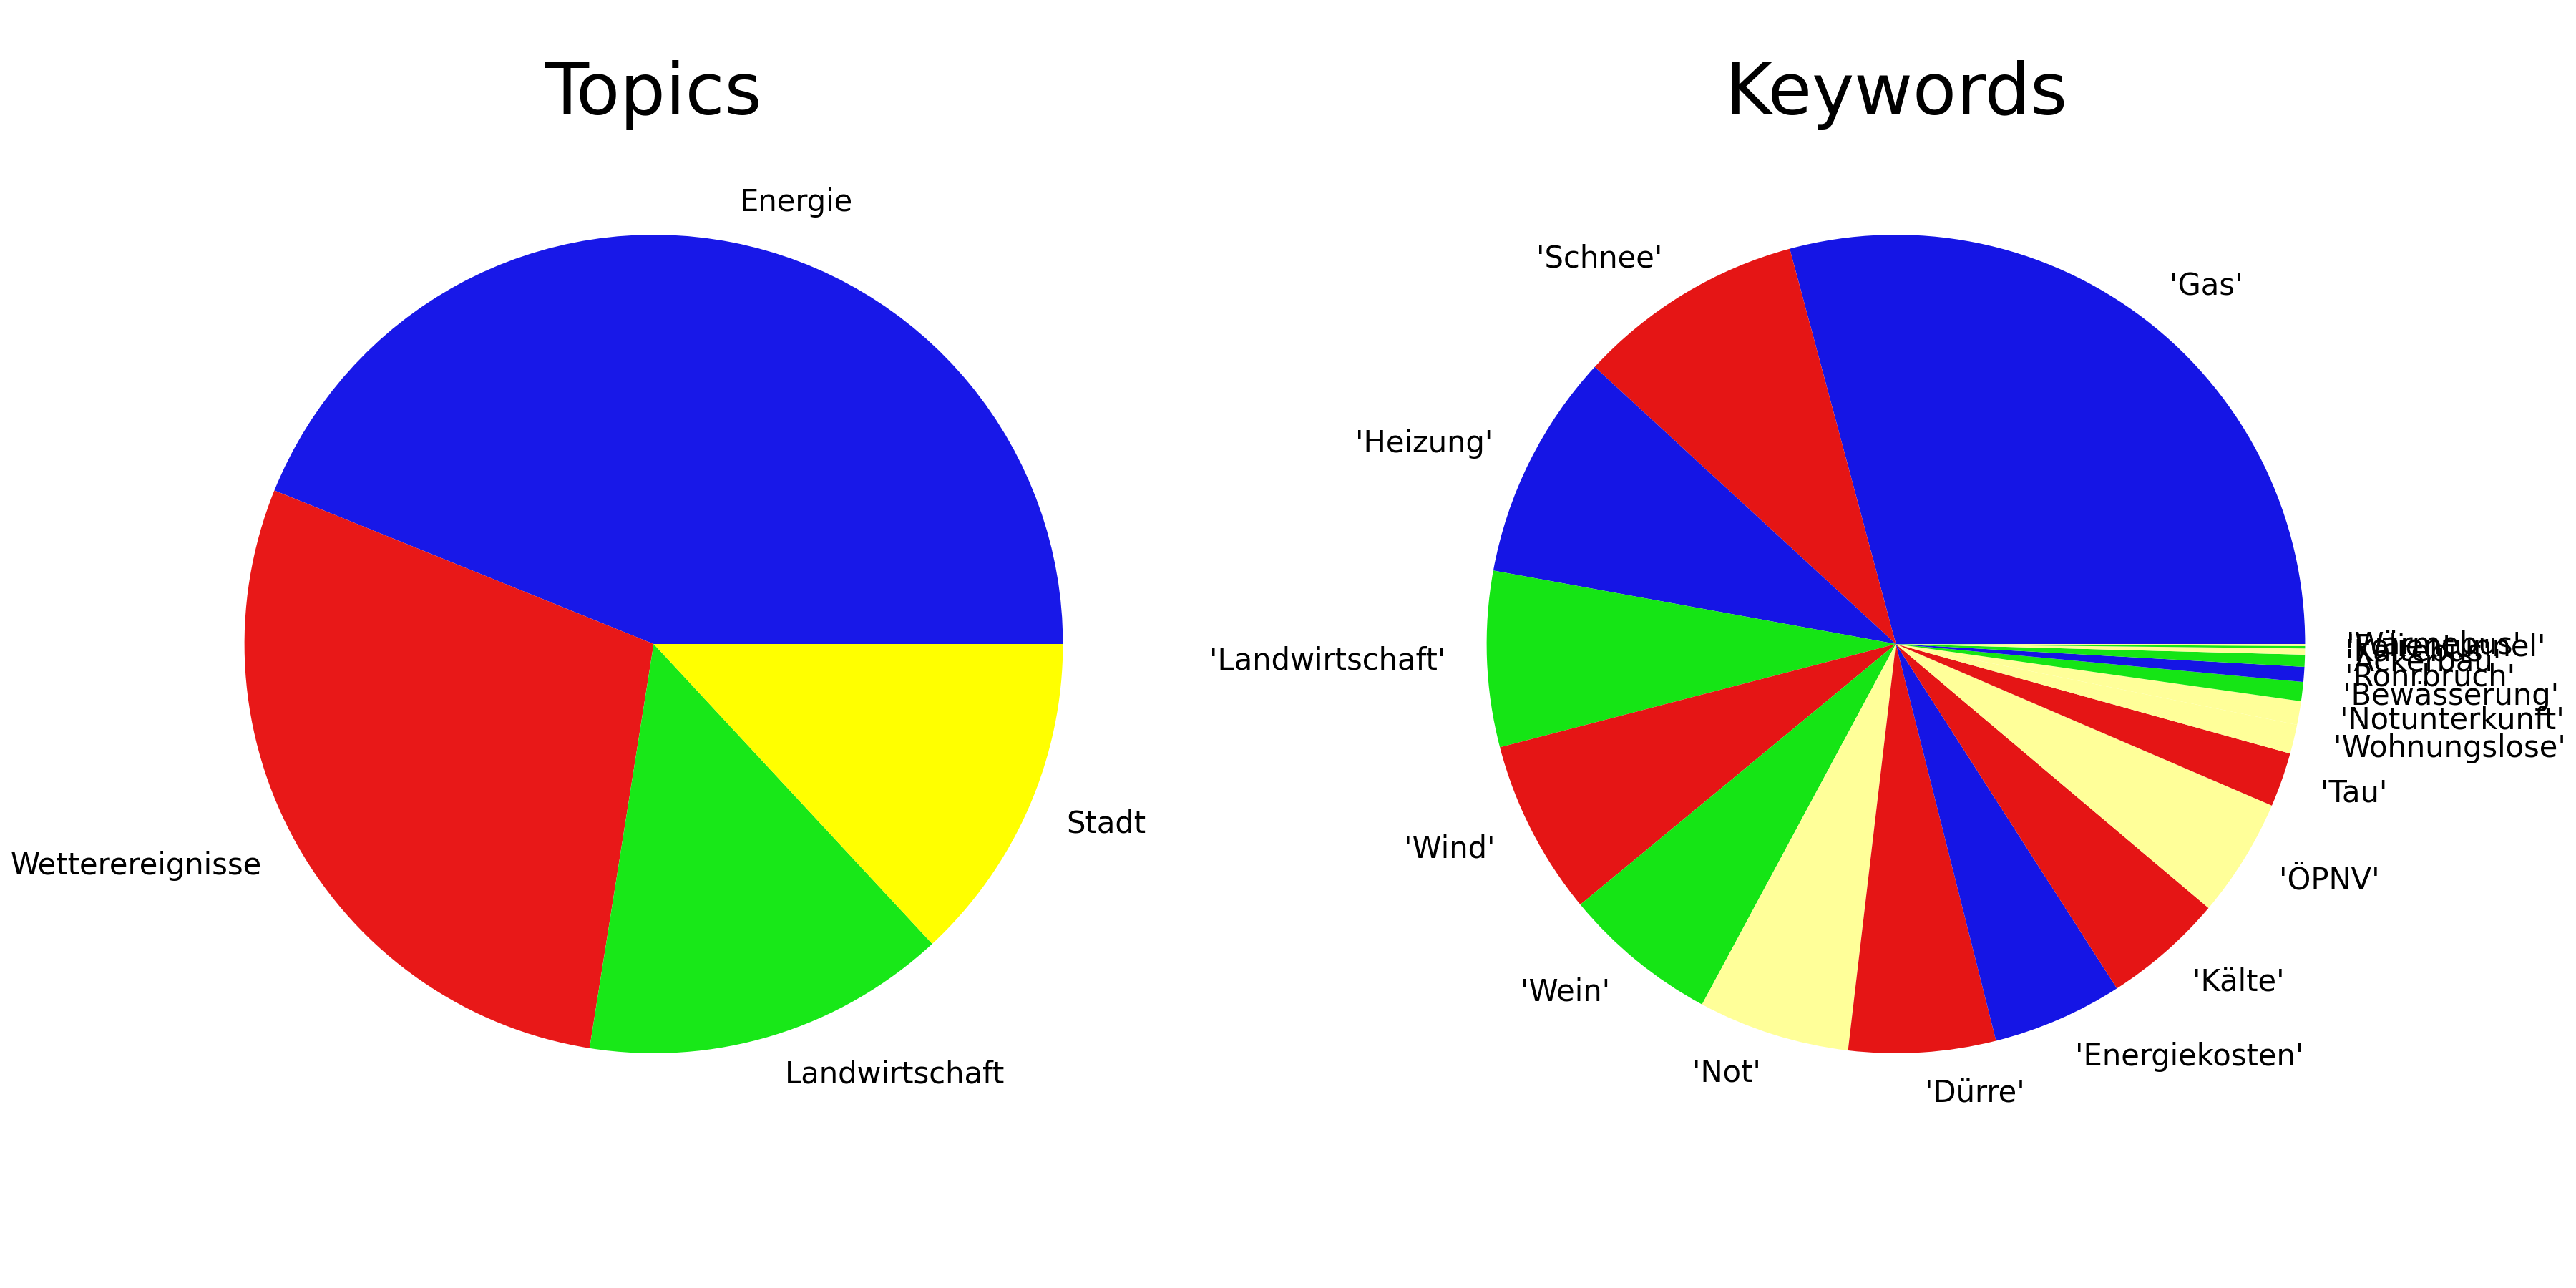 Topics
Energie
Wetterereignisse
Landwirtschaft
Stadt
Keywords
'Gas'
'Schnee'
'Heizung'
'Landwirtschaft'
'Wind'
'Wein'
'Not'
'Dürre'
'Energiekosten'
'Kälte'
'ÖPNV'
'Tau'
'Wohnungslose'
'Notunterkunft'
'Bewässerung'
'Rohrbruch'
'Ackerbau'
'Wärmebus'